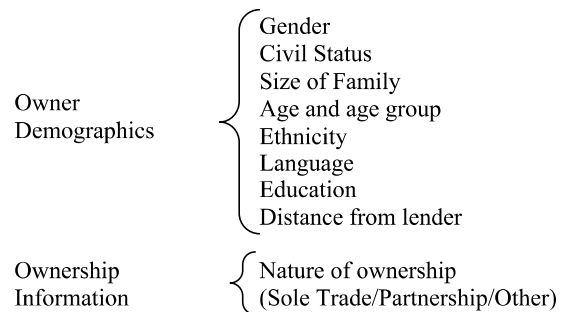 Owner
Demographics
Gender
Civil Status
Size of Family
Age and age group
Ethnicity
Language
Education
Distance from lender
Ownership
Information
Nature of ownership
(Sole Trade/Partnership/Other)